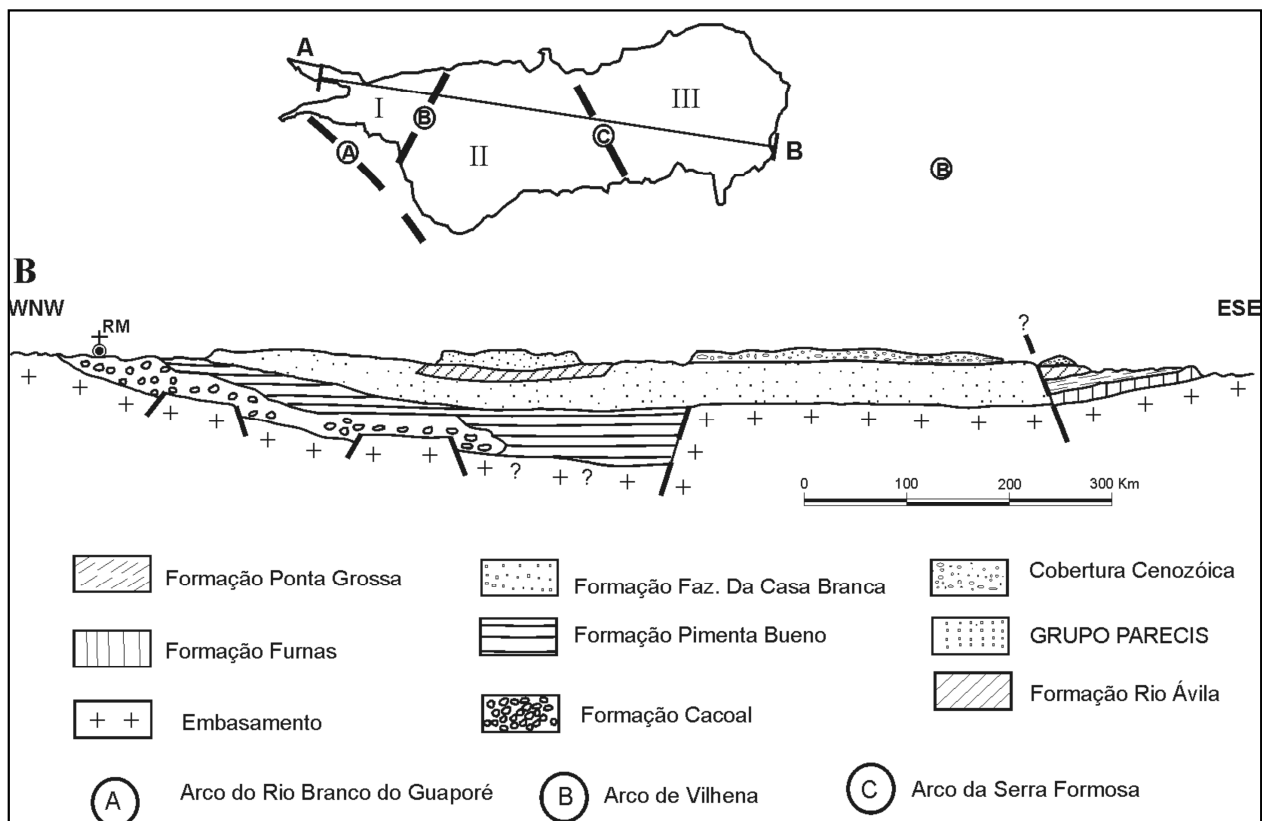 A
I
B
III
C
II
A
B
B
B
WNW
ESE
RM
?
? ?
0 100 200 300 Km
Formação Ponta Grossa
Formação Faz. Da Casa Branca
Cobertura Cenozóica
Formação Furnas
Formação Pimenta Bueno
GRUPO PARECIS
Embasamento
Formação Cacoal
Formação Rio Ávila
A Arco do Rio Branco do Guaporé
B Arco de Vilhena
C Arco da Serra Formosa